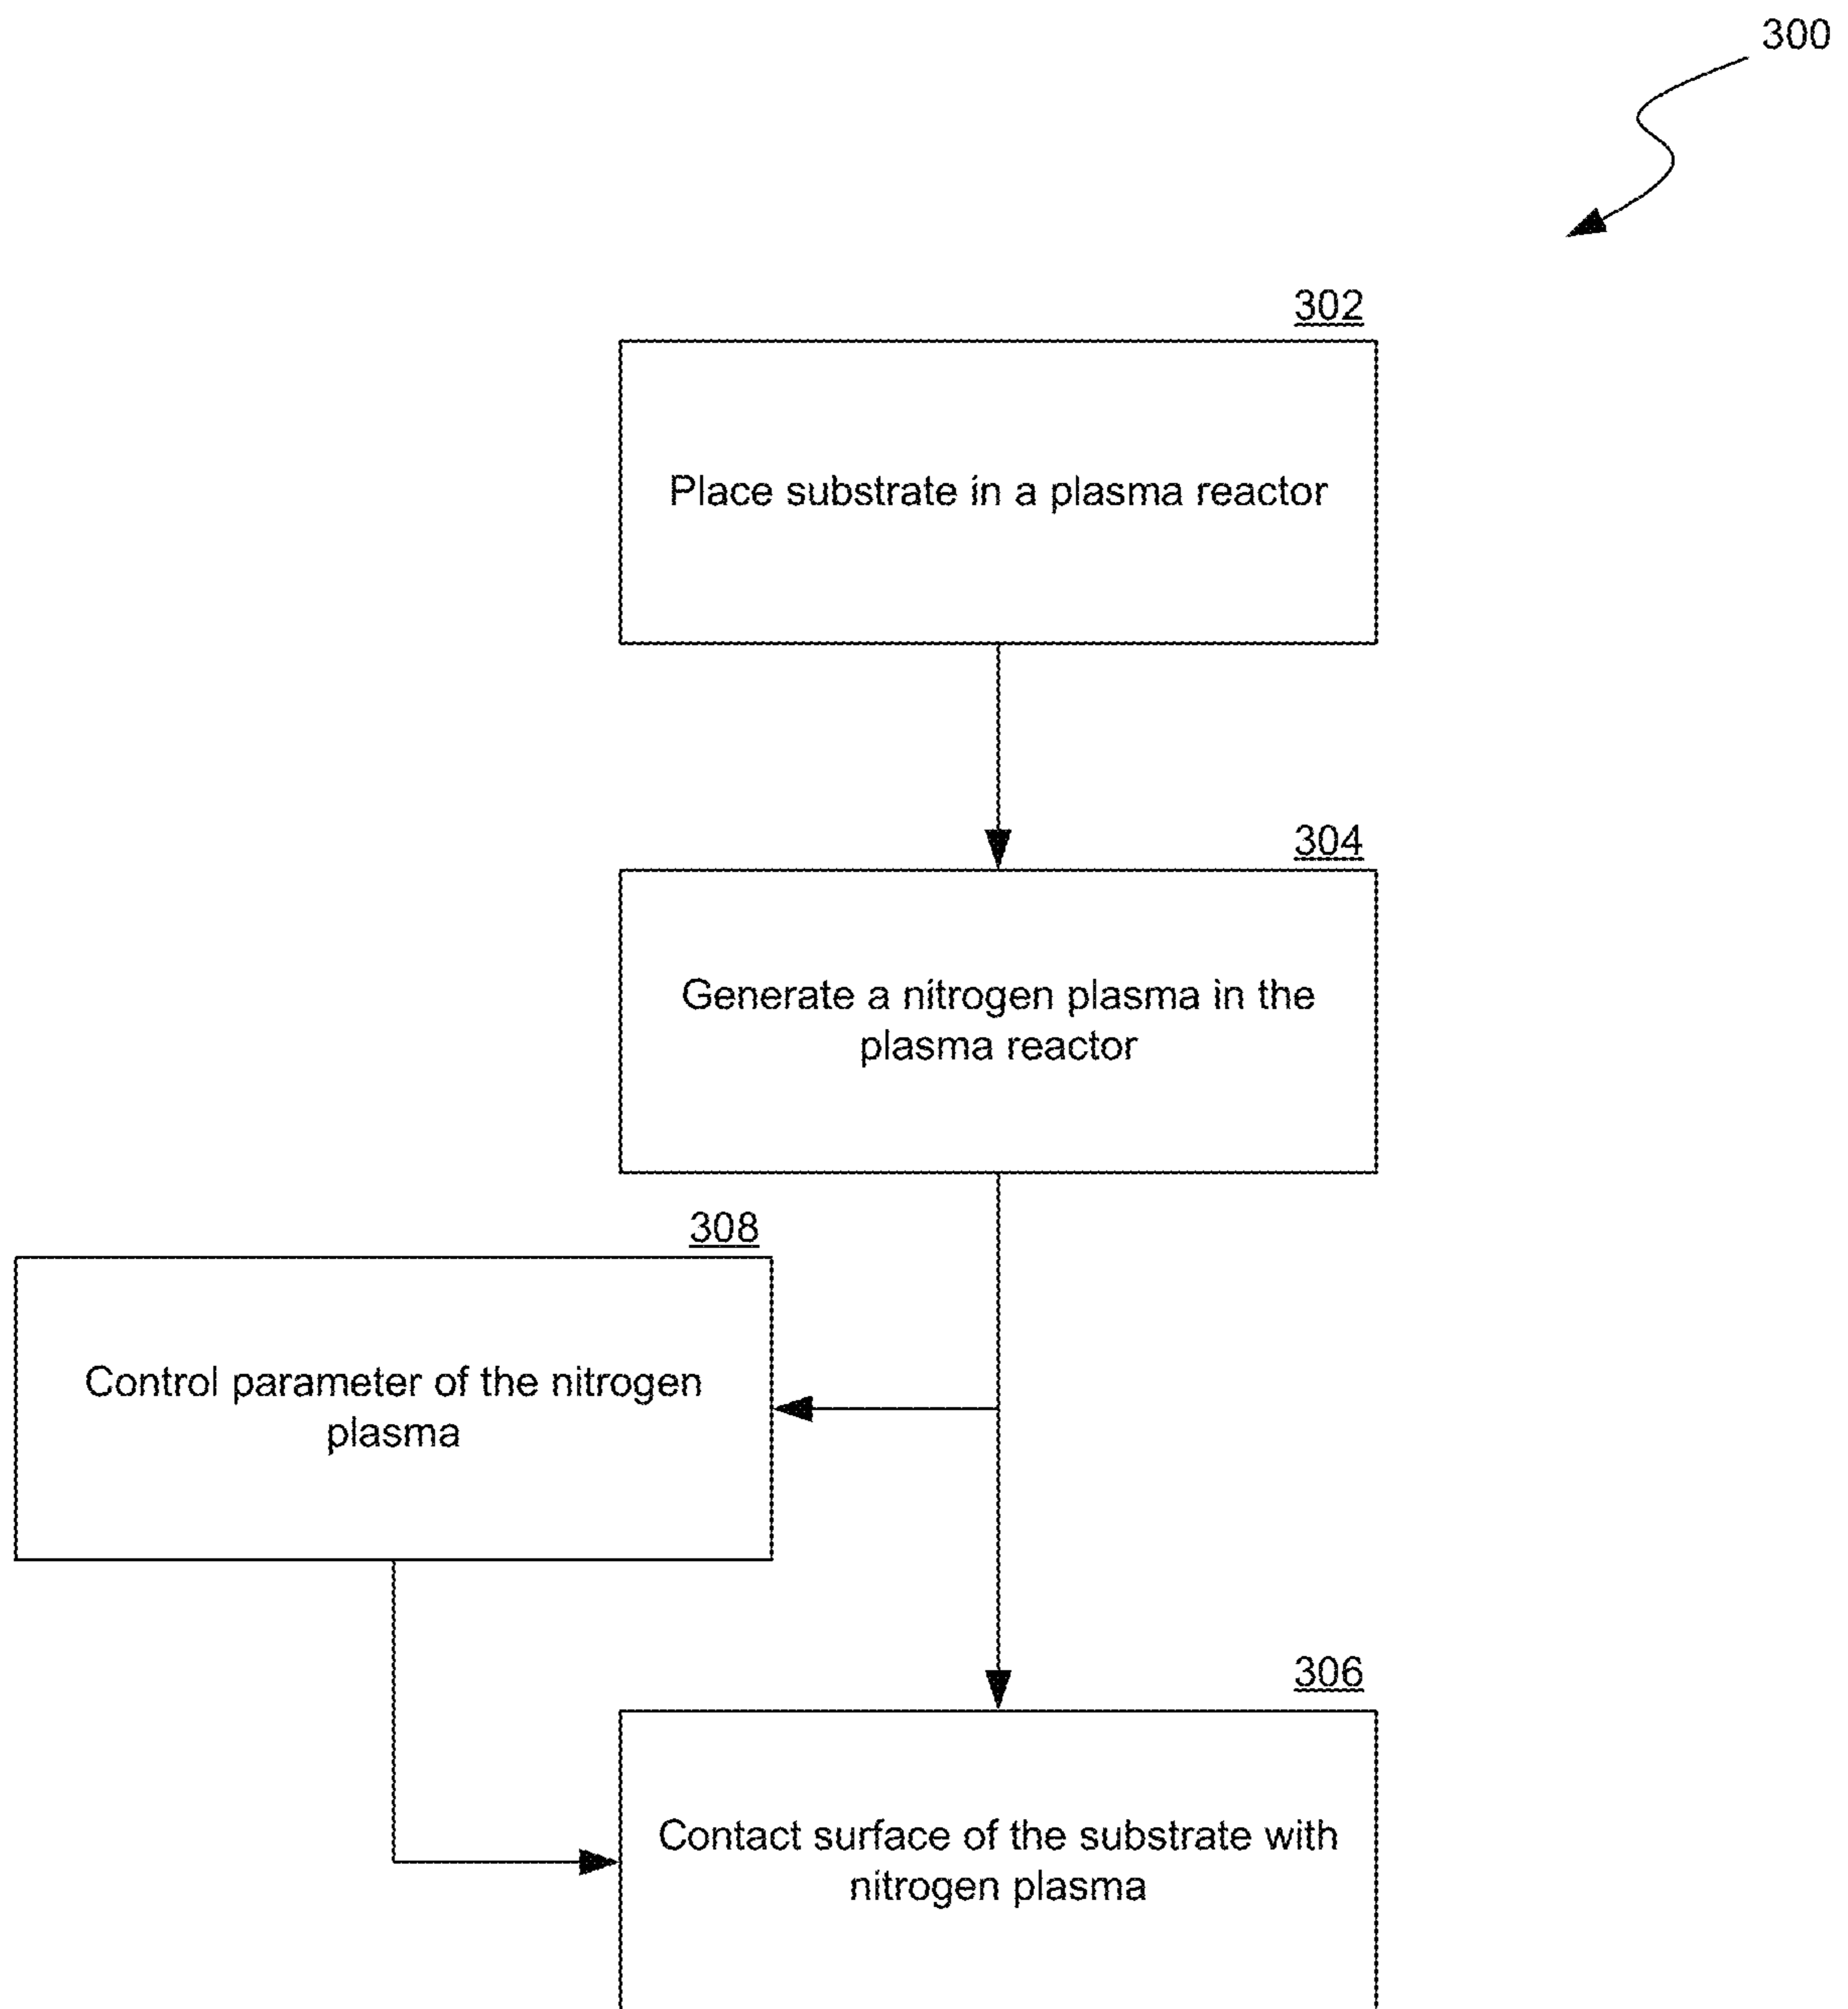 300
302
Place substrate in a plasma reactor
304
Generate a nitrogen plasma in the
plasma reactor
308
Control parameter of the nitrogen
plasma
306
Contact surface of the substrate with
nitrogen plasma